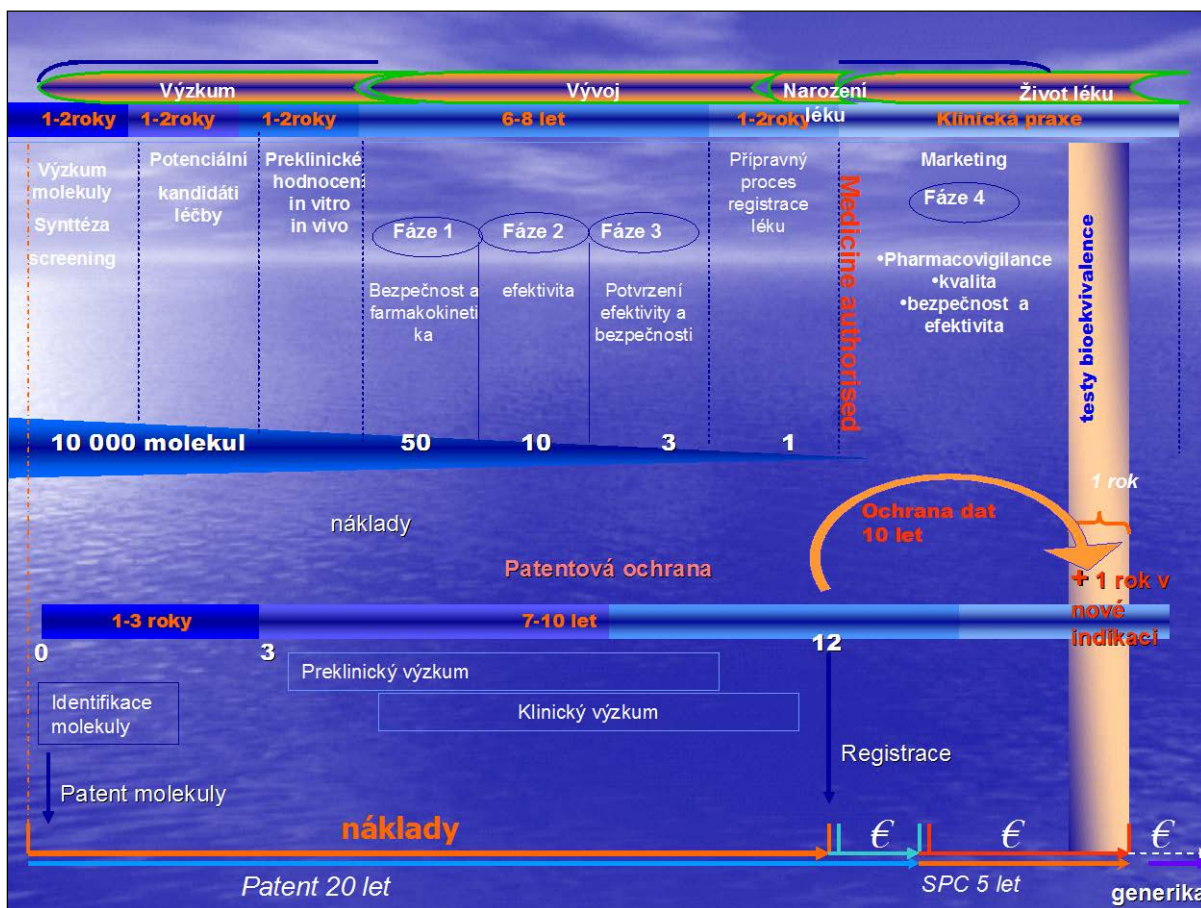 Výzkum
Vývoj
Narození
léku
Život léku
1-2roky
1-2roky
1-2roky
6-8 let
1-2roky
Klinická praxe
Výzkum
molekuly
Synttéza
screening
Potenciální
kandidáti
léčby
Preklinické
hodnocen
in vitro
in vivo
Fáze 1
Fáze 2
Fáze 3
Bezpečnost a
farmakokineti
ka
efektivita
Potvrzení
efektivity a
bezpečnosti
Přípravný
proces
registrace
léku
Medicine authorised
Marketing
Fáze 4
•Pharmacovigilance
•kvalita
•bezpečnost a
efektivita
testy bioekvivalence
10 000 molekul
50
10
3
1
1 rok
náklady
Ochrana dat
10 let
Patentová ochrana
+ 1 rok v
nové
indikaci
1-3 roky
7-10 let
0
3
12
Preklinický výzkum
Identifikace
molekuly
Klinický výzkum
Registrace
Patent molekuly
náklady
€
€
€
Patent 20 let
SPC 5 let
generika